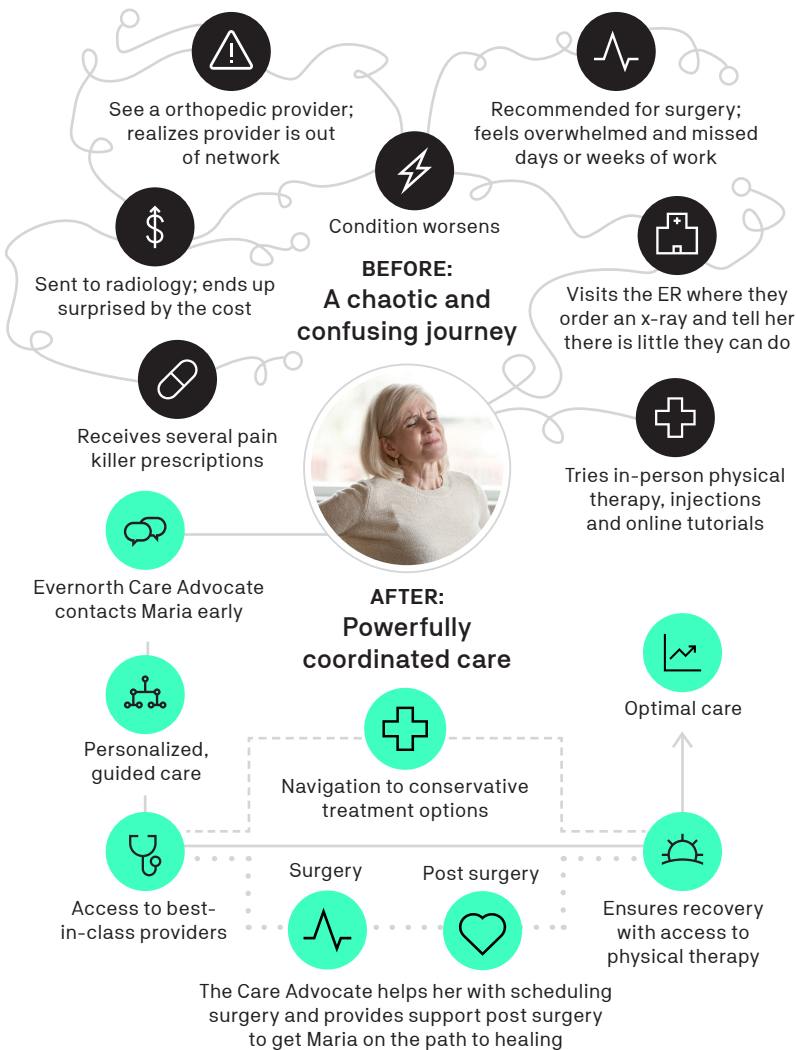 See a orthopedic provider;
realizes provider is out
of network
Recommended for surgery;
feels overwhelmed and missed
days or weeks of work
Condition worsens
Sent to radiology; ends up
surprised by the cost
BEFORE:
A chaotic and
confusing journey
Visits the ER where they
order an x-ray and tell her
there is little they can do
Receives several pain
killer prescriptions
Tries in-person physical
therapy, injections
and online tutorials
Evernorth Care Advocate
contacts Maria early
AFTER:
Powerfully
coordinated care
Optimal care
Personalized,
guided care
Navigation to conservative
treatment options
Surgery
Post surgery
Access to best-
in-class providers
Ensures recovery
with access to
physical therapy
The Care Advocate helps her with scheduling
surgery and provides support post surgery
to get Maria on the path to healing